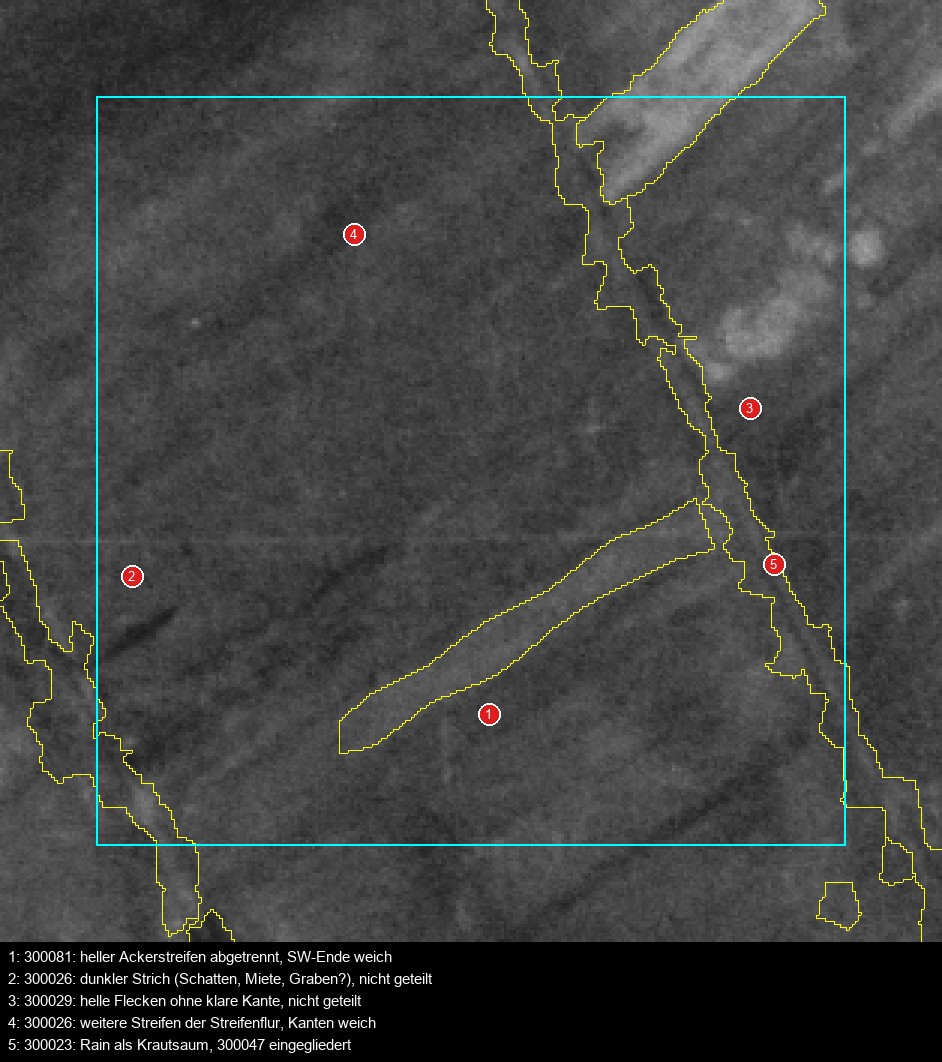 4
3
2
5
1
1: 300081: heller Ackerstreifen abgetrennt, SW-Ende weich
2: 300026: dunkler Strich (Schatten, Miete, Graben?), nicht geteilt
3: 300029: helle Flecken ohne klare Kante, nicht geteilt
4: 300026: weitere Streifen der Streifenflur, Kanten weich
5: 300023: Rain als Krautsaum, 300047 eingegliedert